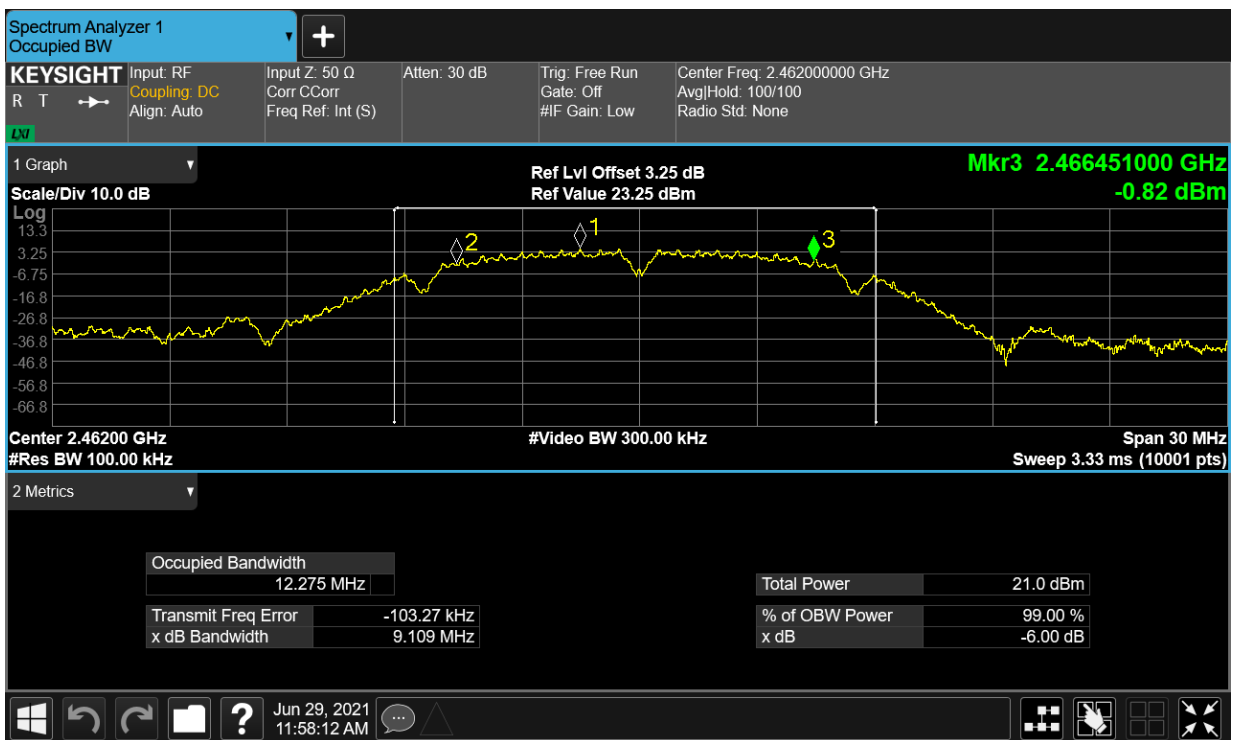 Spectrum Analyzer 1
Occupied BW
+
KEYSIGHT
R T
LXI
Input: RF
Coupling: DC
Align: Auto
Input Z: 50 Ω
Corr CCorr
Freq Ref: Int (S)
Atten: 30 dB
Trig: Free Run
Gate: Off
#IF Gain: Low
Center Freq: 2.462000000 GHz
Avg|Hold: 100/100
Radio Std: None
1 Graph
Scale/Div 10.0 dB
Ref Lvl Offset 3.25 dB
Ref Value 23.25 dBm
Mkr3 2.466451000 GHz
-0.82 dBm
Log
13.3
3.25
-6.75
-16.8
-26.8
-36.8
-46.8
-56.8
-66.8
2
1
3
Center 2.46200 GHz
#Res BW 100.00 kHz
#Video BW 300.00 kHz
Span 30 MHz
Sweep 3.33 ms (10001 pts)
2 Metrics
Occupied Bandwidth
12.275 MHz
Transmit Freq Error -103.27 kHz
x dB Bandwidth 9.109 MHz
Total Power 21.0 dBm
% of OBW Power 99.00 %
x dB -6.00 dB
?
Jun 29, 2021
11:58:12 AM